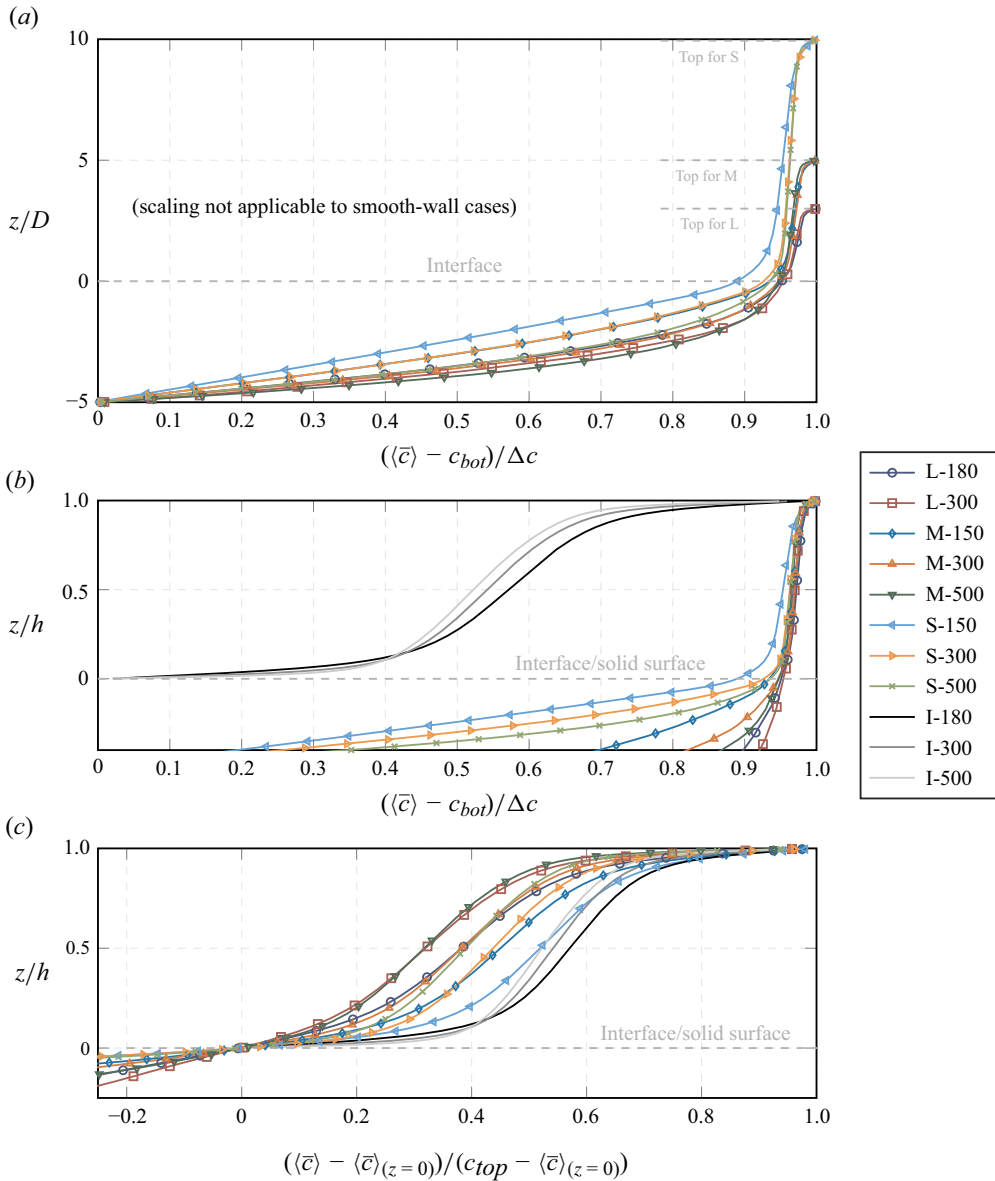 (a)
10
5
0
−5
z/D
Top for S
Top for M
Top for L
(scaling not applicable to smooth-wall cases)
Interface
0 0.1 0.2 0.3 0.4 0.5 0.6 0.7 0.8 0.9 1.0
(⟨c̅⟩ − c_bot)/Δc
(b)
1.0
0.5
0
z/h
Interface/solid surface
0 0.1 0.2 0.3 0.4 0.5 0.6 0.7 0.8 0.9 1.0
(⟨c̅⟩ − c_bot)/Δc
L-180
L-300
M-150
M-300
M-500
S-150
S-300
S-500
I-180
I-300
I-500
(c)
1.0
0.5
0
z/h
Interface/solid surface
−0.2 0 0.2 0.4 0.6 0.8 1.0
(⟨c̅⟩ − ⟨c̅⟩(z = 0))/(c_top − ⟨c̅⟩(z = 0))